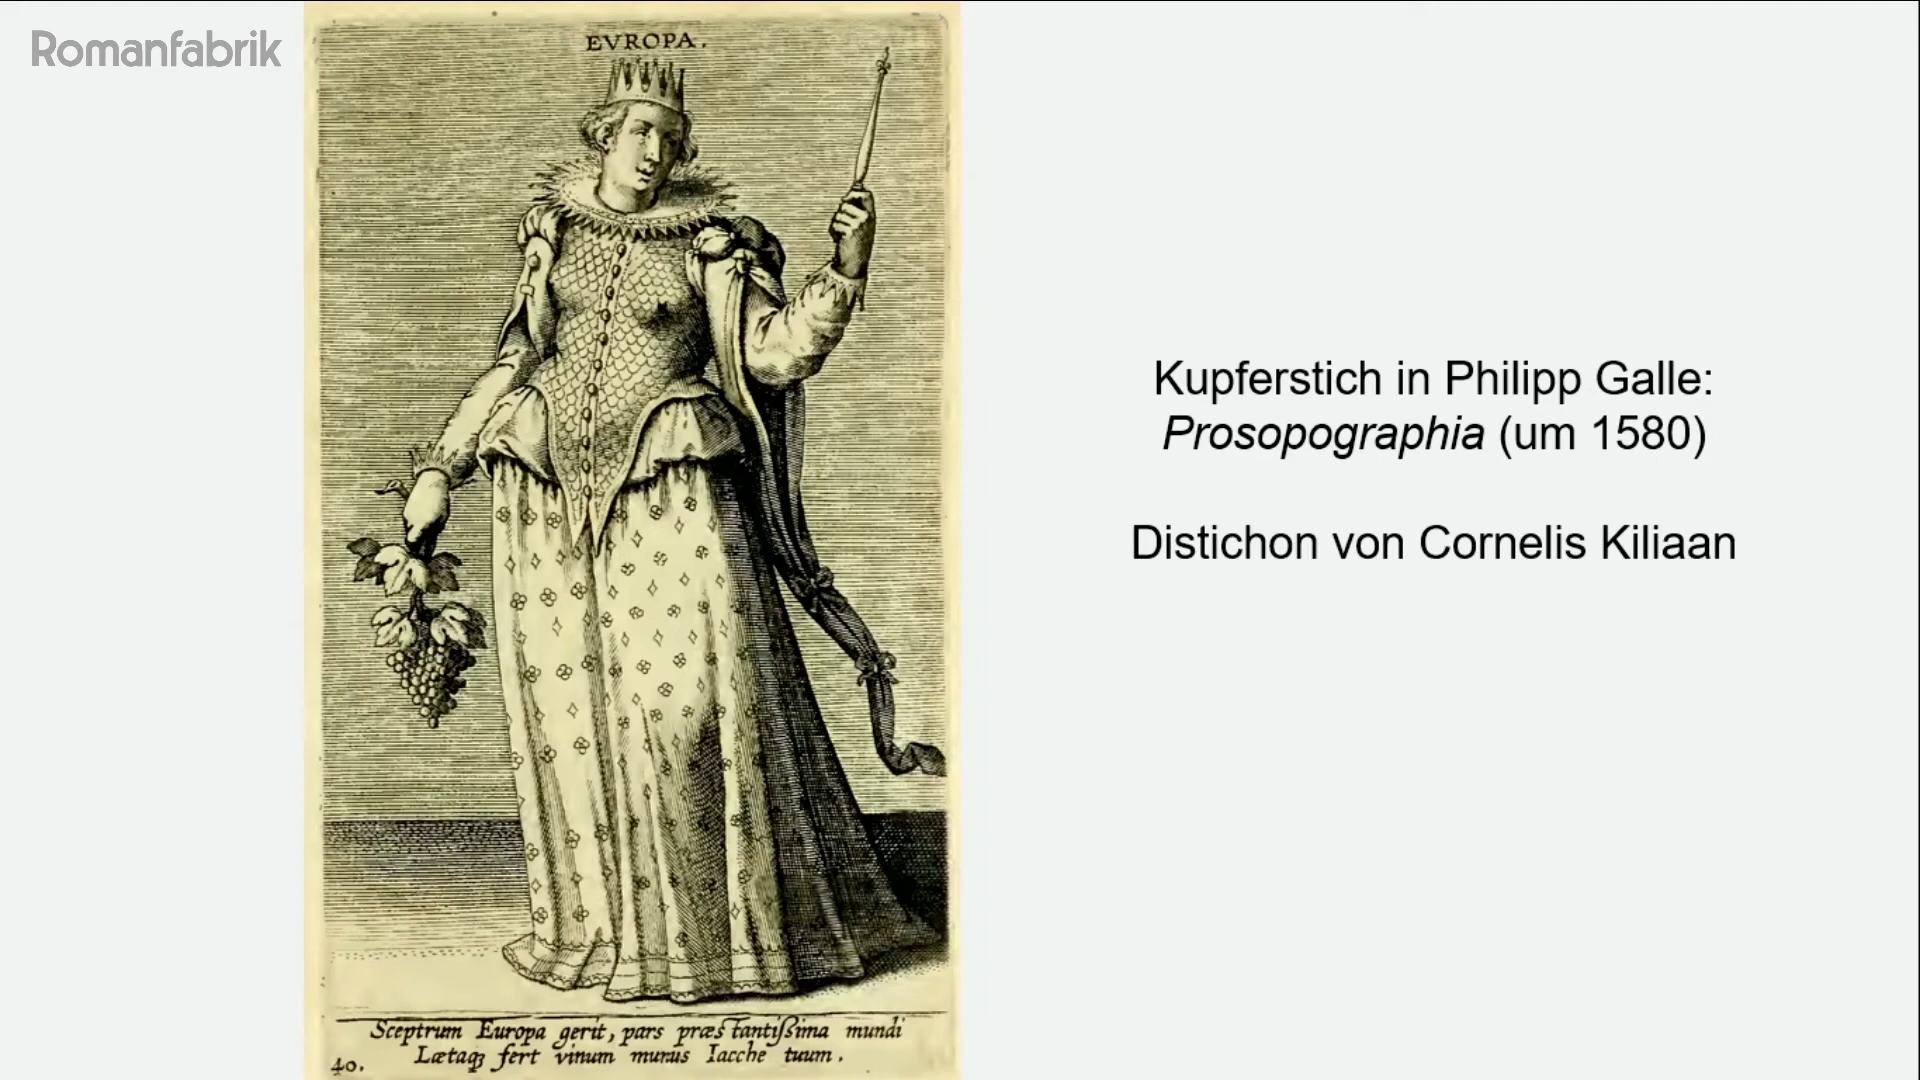 Romanfabrik
EVROPA.
Sceptrum Europa gerit, pars præstantißima mundi
Lætaqꝫ fert vinum munus Iacche tuum.
40.
Kupferstich in Philipp Galle:
Prosopographia (um 1580)
Distichon von Cornelis Kiliaan